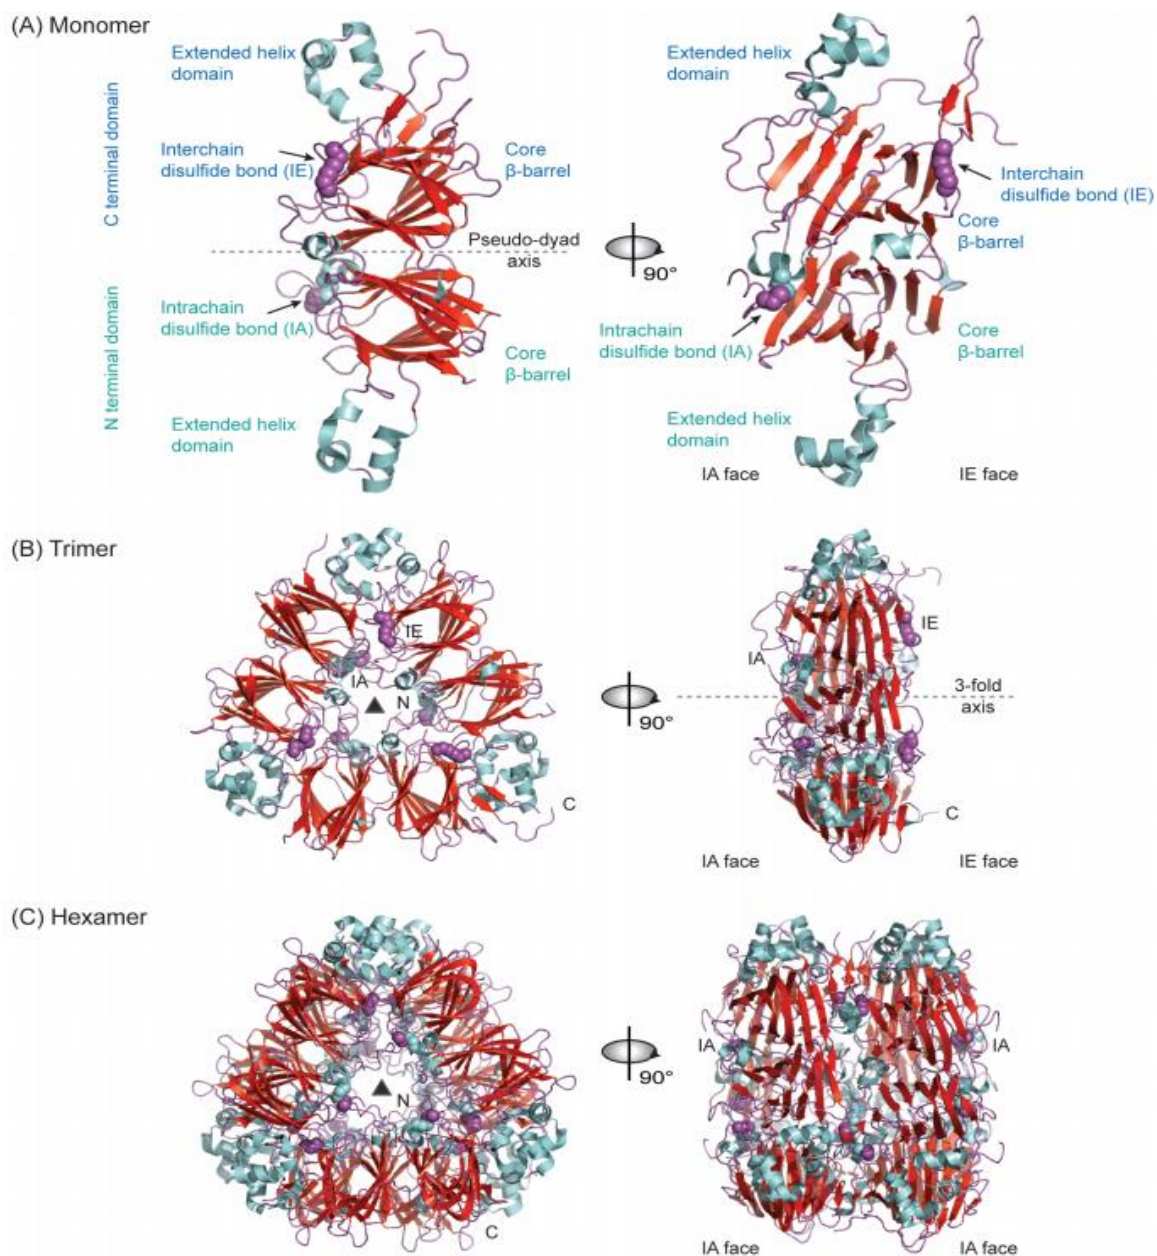 (A) Monomer
C terminal domain
N terminal domain
Extended helix
domain
Interchain
disulfide bond (IE)
Core
β-barrel
Pseudo-dyad
axis
Intrachain
disulfide bond (IA)
Core
β-barrel
Extended helix
domain
90°
Extended helix
domain
Interchain
disulfide bond (IE)
Core
β-barrel
Intrachain
disulfide bond (IA)
Core
β-barrel
Extended helix
domain
IA face
IE face
(B) Trimer
IE
IA
N
C
90°
IE
IA
3-fold
axis
C
IA face
IE face
(C) Hexamer
N
C
90°
IA
IA
IA face
IA face